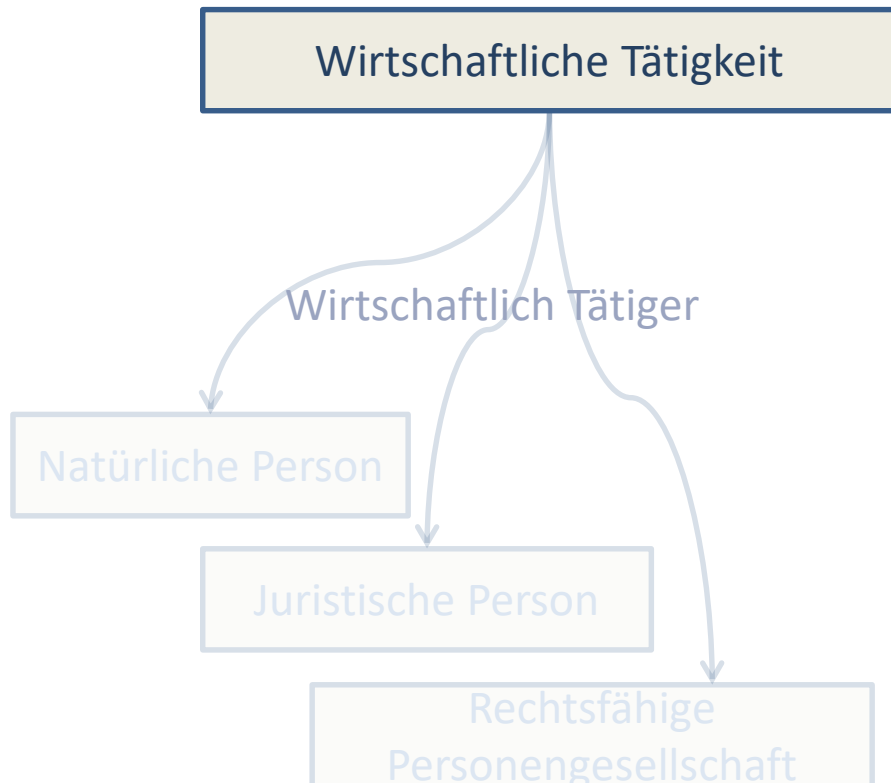 Wirtschaftliche Tätigkeit
Wirtschaftlich Tätiger
Natürliche Person
Juristische Person
Rechtsfähige
Personengesellschaft